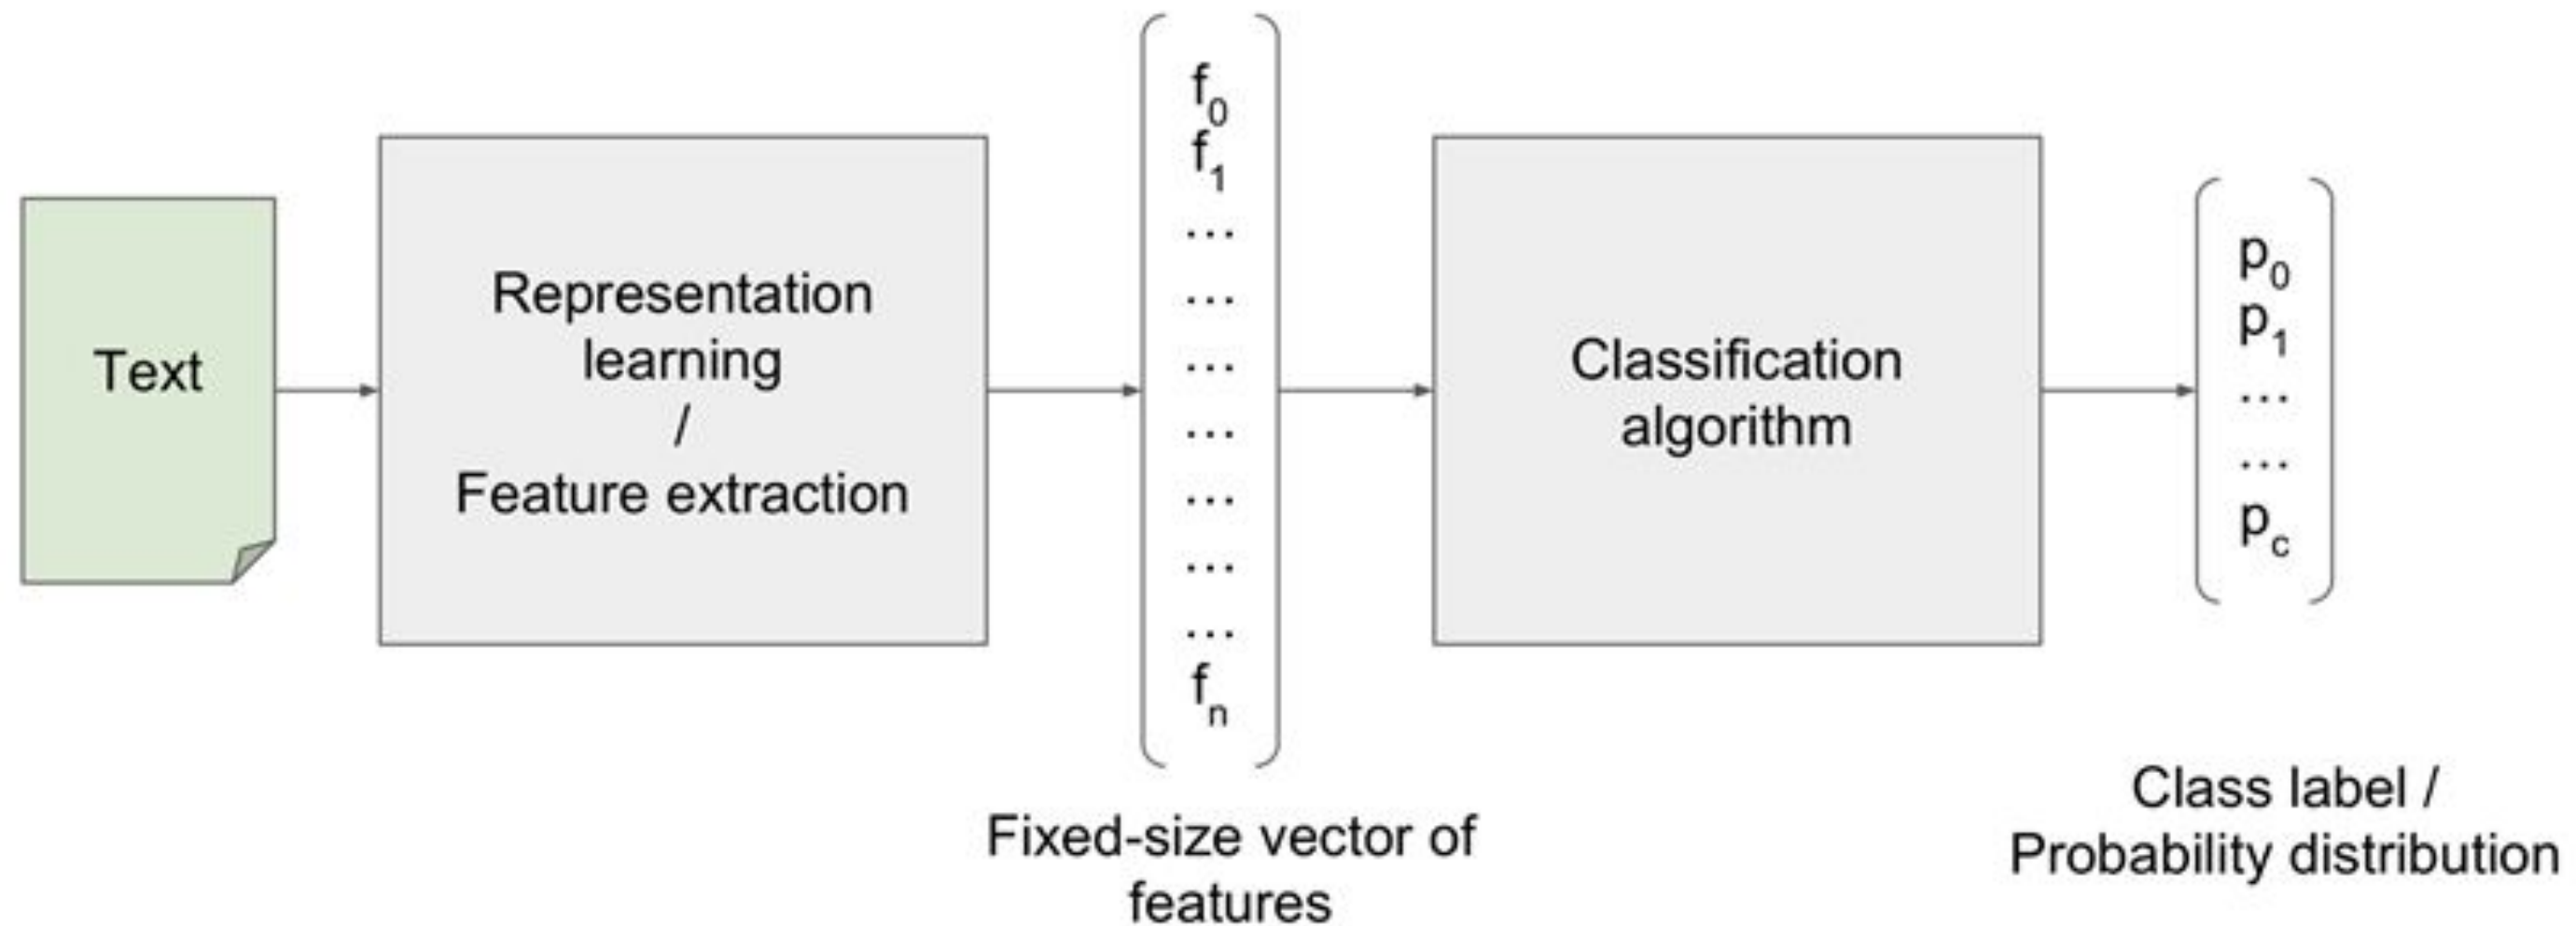 Text
Representation
learning
/
Feature extraction
f₀
f₁
...
...
...
...
...
...
...
fₙ
Fixed-size vector of
features
Classification
algorithm
p₀
p₁
...
...
p_c
Class label /
Probability distribution